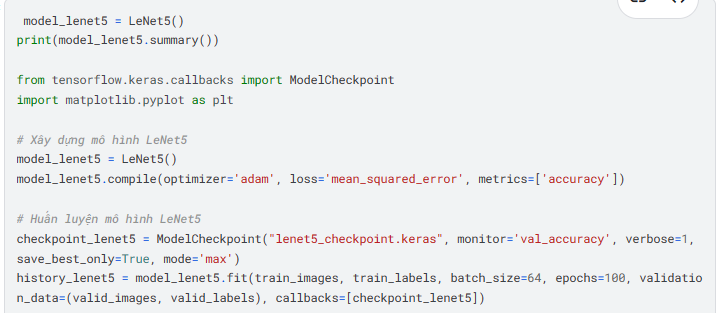 model_lenet5 = LeNet5()
print(model_lenet5.summary())
from tensorflow.keras.callbacks import ModelCheckpoint
import matplotlib.pyplot as plt
# Xây dựng mô hình LeNet5
model_lenet5 = LeNet5()
model_lenet5.compile(optimizer='adam', loss='mean_squared_error', metrics=['accuracy'])
# Huấn luyện mô hình LeNet5
checkpoint_lenet5 = ModelCheckpoint("lenet5_checkpoint.keras", monitor='val_accuracy', verbose=1,
save_best_only=True, mode='max')
history_lenet5 = model_lenet5.fit(train_images, train_labels, batch_size=64, epochs=100, validatio
n_data=(valid_images, valid_labels), callbacks=[checkpoint_lenet5])